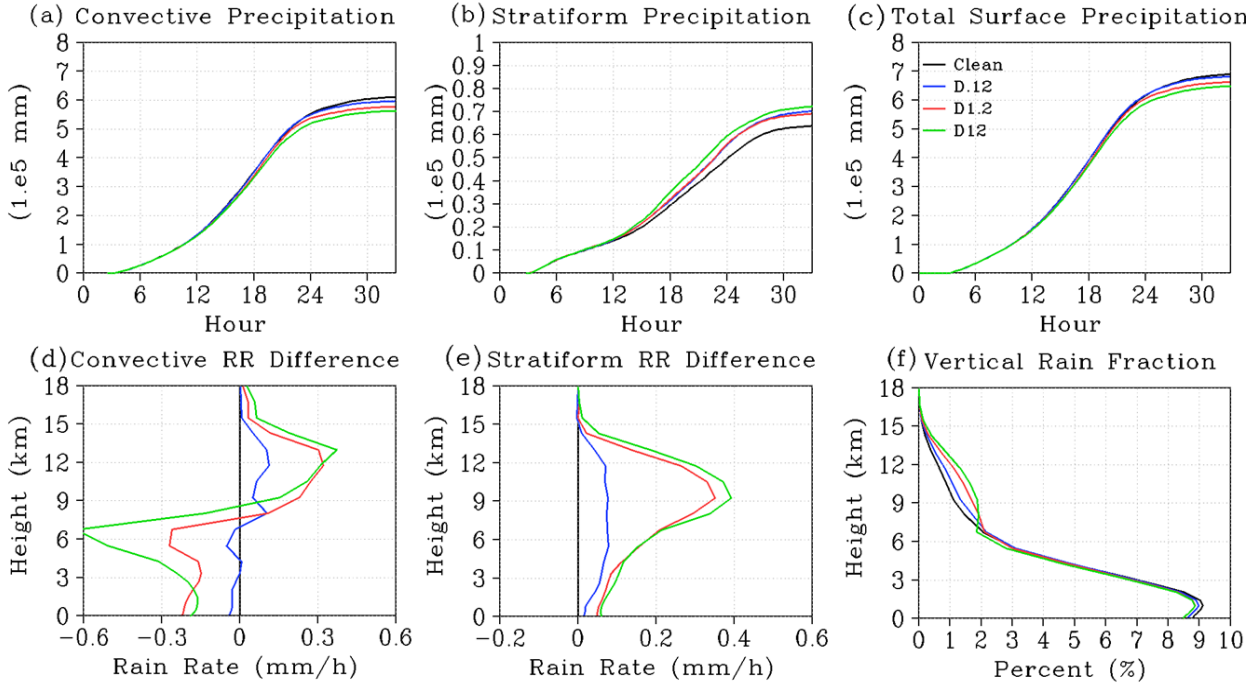 (a) Convective Precipitation
8
7
6
5
4
3
2
1
0
(1.e5 mm)
0 6 12 18 24 30
Hour
(b) Stratiform Precipitation
1
0.9
0.8
0.7
0.6
0.5
0.4
0.3
0.2
0.1
0
(1.e5 mm)
0 6 12 18 24 30
Hour
(c) Total Surface Precipitation
8
7
6
5
4
3
2
1
0
(1.e5 mm)
Clean
D.12
D1.2
D12
0 6 12 18 24 30
Hour
(d) Convective RR Difference
18
15
12
9
6
3
0
Height (km)
−0.6 −0.3 0 0.3 0.6
Rain Rate (mm/h)
(e) Stratiform RR Difference
18
15
12
9
6
3
0
Height (km)
−0.2 0 0.2 0.4 0.6
Rain Rate (mm/h)
(f) Vertical Rain Fraction
18
15
12
9
6
3
0
Height (km)
0 1 2 3 4 5 6 7 8 9 10
Percent (%)